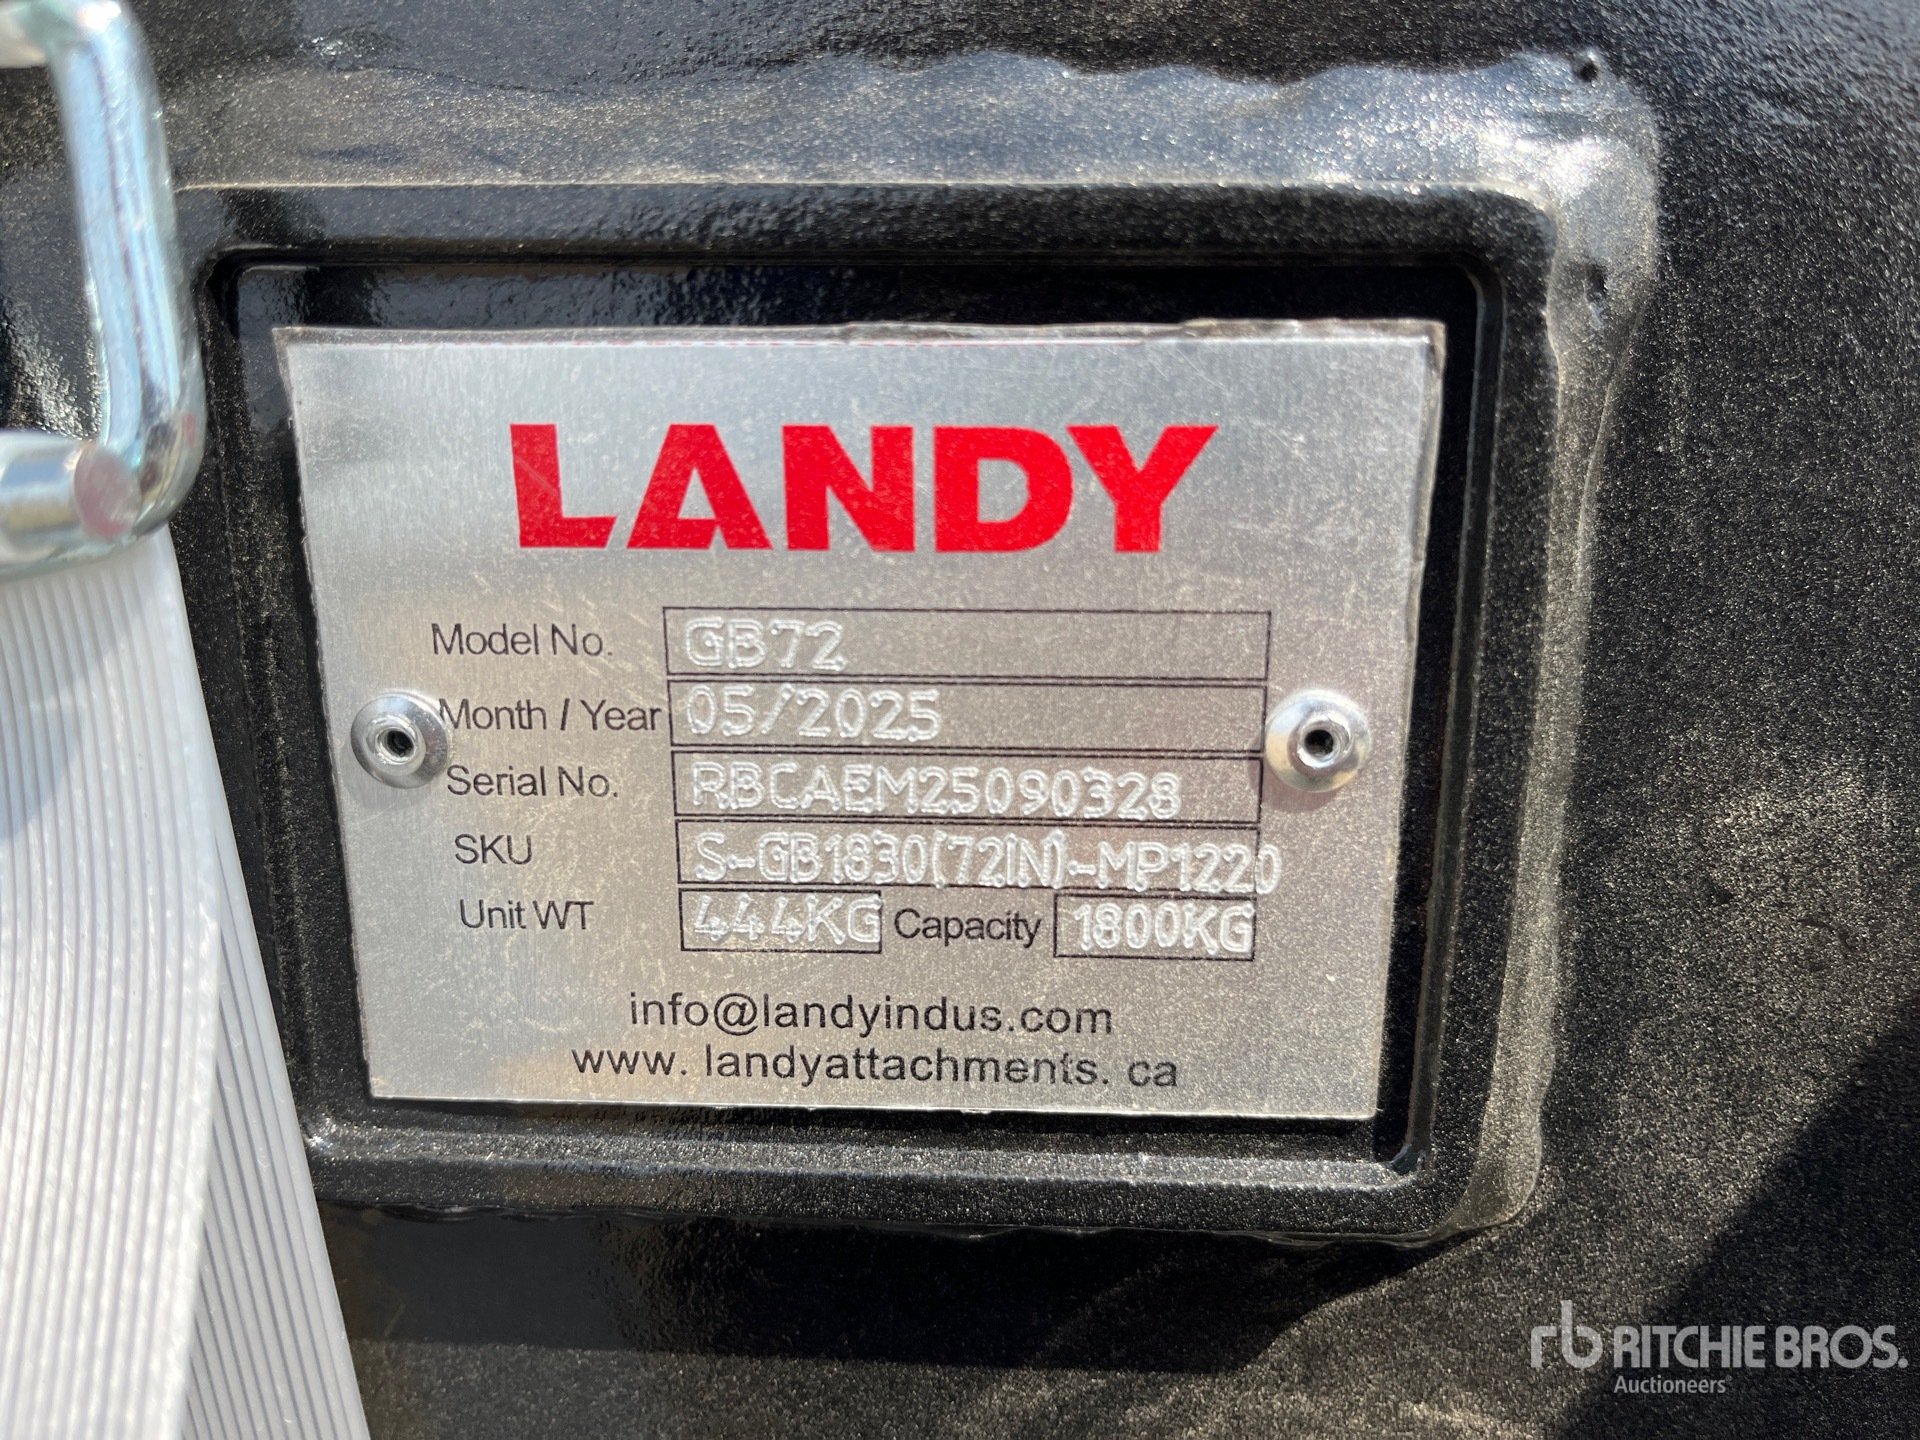 LANDY
Model No. GB72
Month / Year 05/2025
Serial No. RBCAEM25090328
SKU S-GB1830(72IN)-MP1220
Unit WT 444KG Capacity 1800KG
info@landyindus.com
www. landyattachments. ca
rb RITCHIE BROS.
Auctioneers